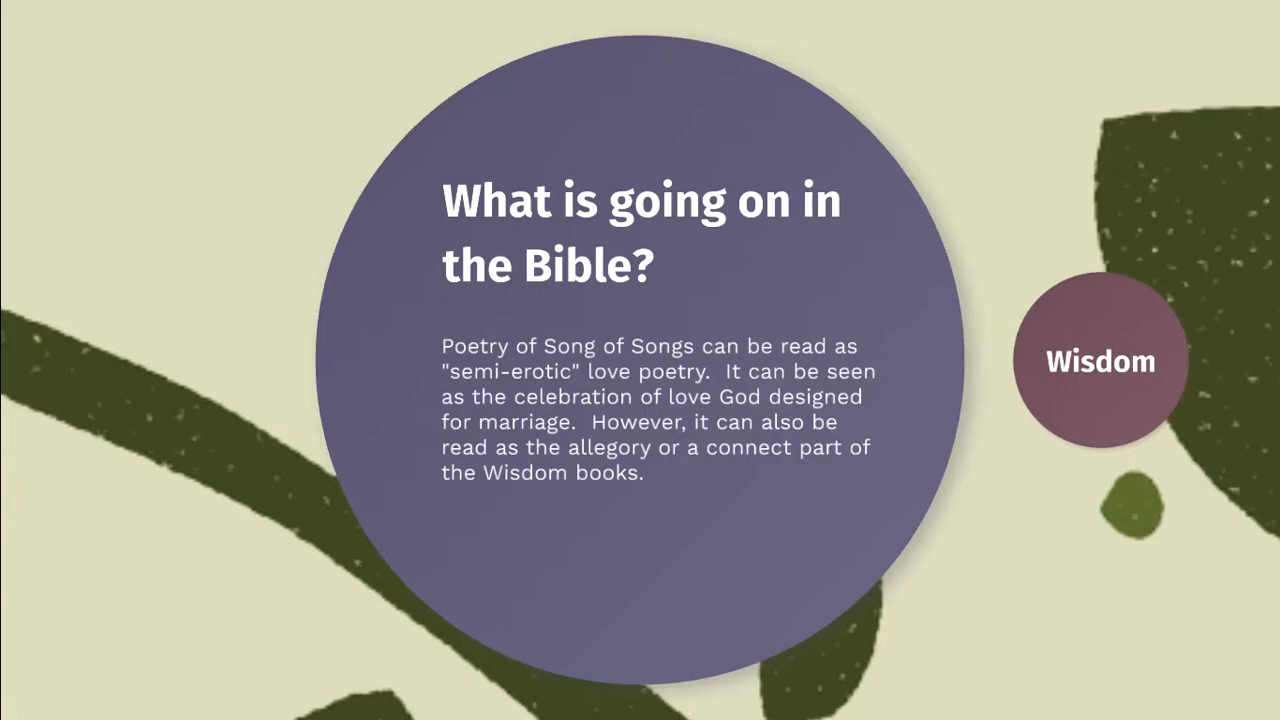 What is going on in
the Bible?
Poetry of Song of Songs can be read as
"semi-erotic" love poetry.  It can be seen
as the celebration of love God designed
for marriage.  However, it can also be
read as the allegory or a connect part of
the Wisdom books.
Wisdom